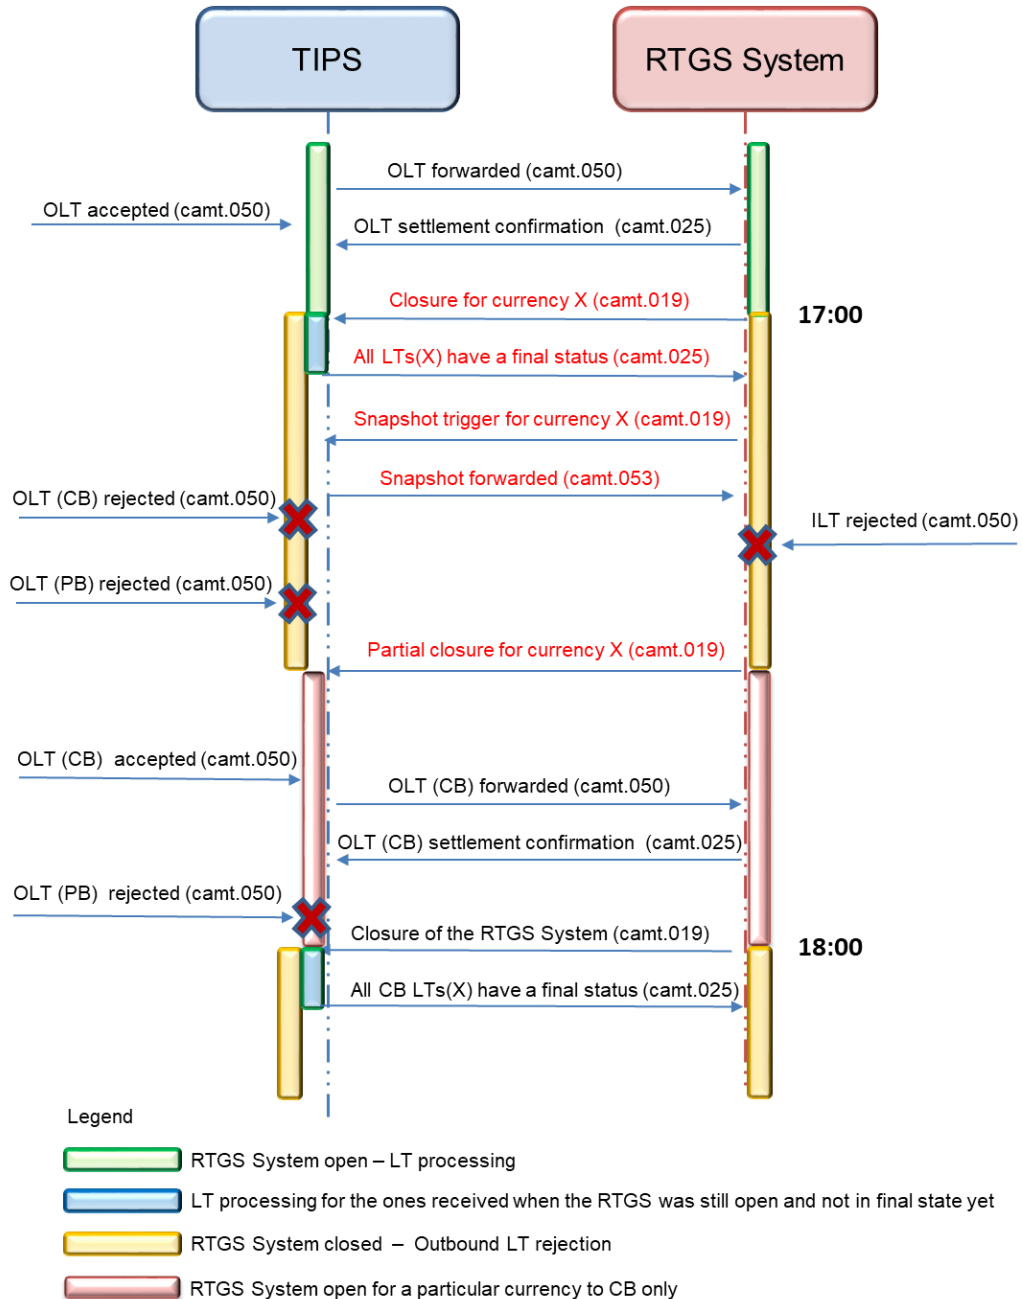 TIPS
RTGS System
OLT forwarded (camt.050)
OLT accepted (camt.050)
OLT settlement confirmation (camt.025)
Closure for currency X (camt.019)
17:00
All LTs(X) have a final status (camt.025)
Snapshot trigger for currency X (camt.019)
Snapshot forwarded (camt.053)
OLT (CB) rejected (camt.050)
ILT rejected (camt.050)
OLT (PB) rejected (camt.050)
Partial closure for currency X (camt.019)
OLT (CB) accepted (camt.050)
OLT (CB) forwarded (camt.050)
OLT (CB) settlement confirmation (camt.025)
OLT (PB) rejected (camt.050)
Closure of the RTGS System (camt.019)
18:00
All CB LTs(X) have a final status (camt.025)
Legend
RTGS System open – LT processing
LT processing for the ones received when the RTGS was still open and not in final state yet
RTGS System closed – Outbound LT rejection
RTGS System open for a particular currency to CB only